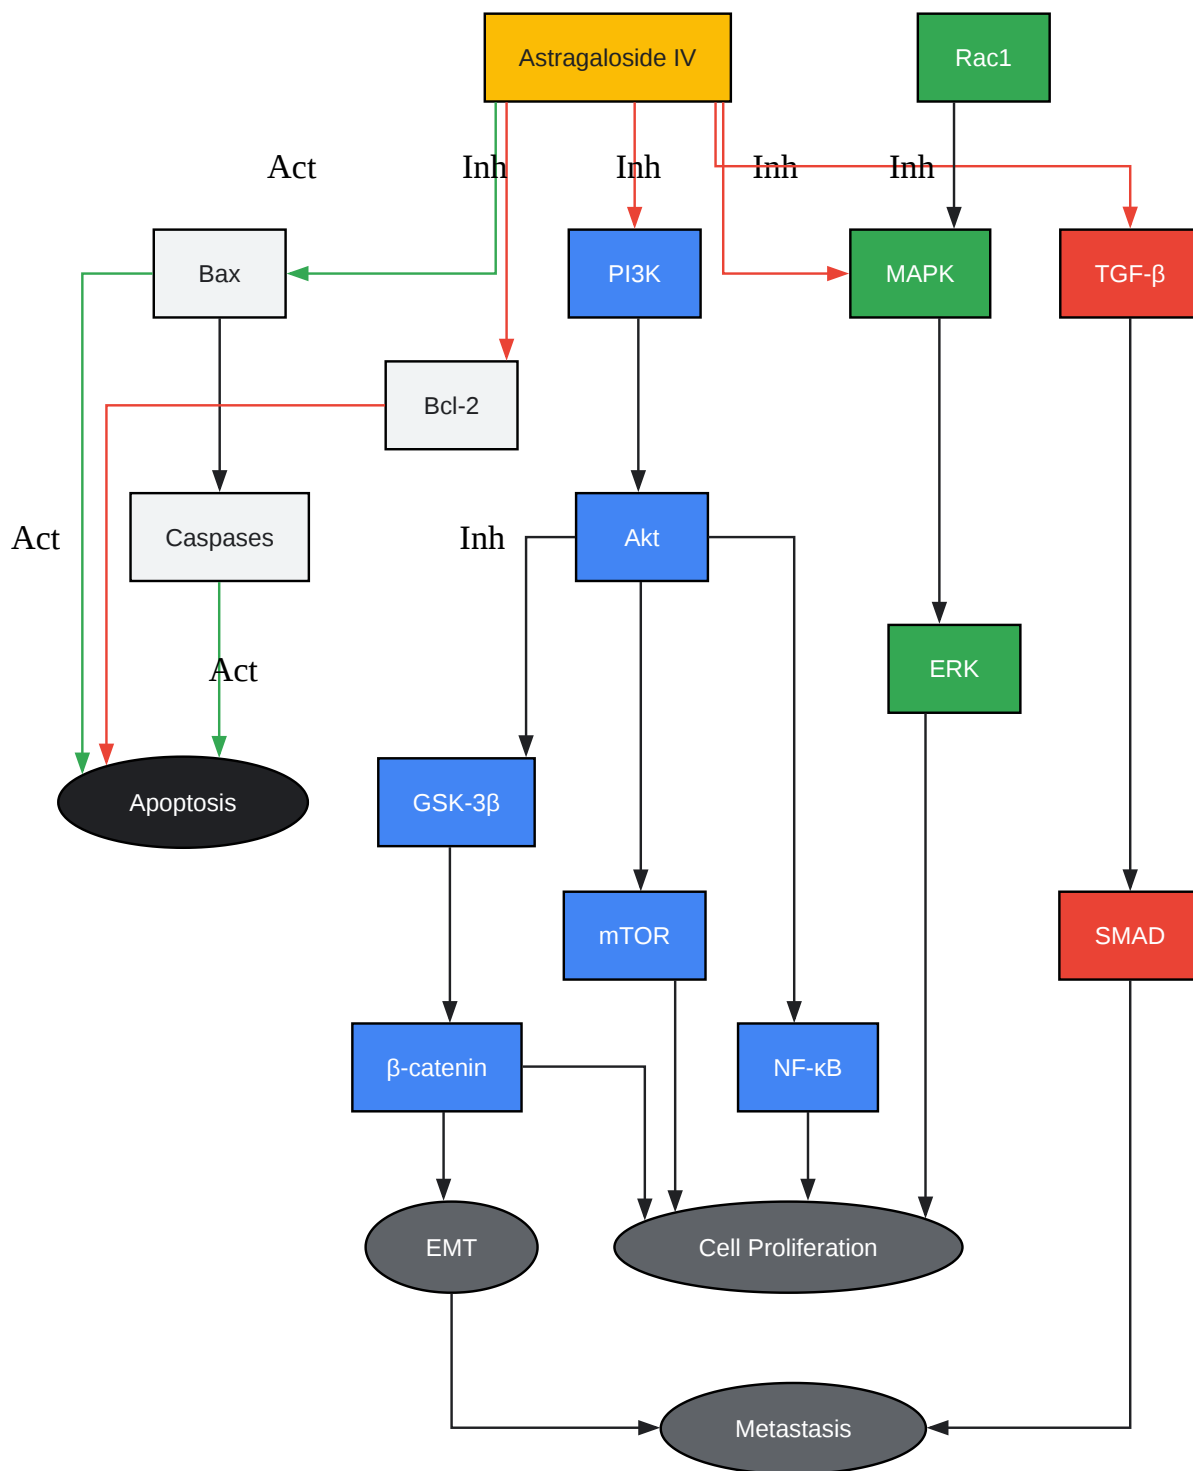 Astragaloside IV
Rac1
Act
Inh
Inh
Inh
Inh
Bax
PI3K
MAPK
TGF-β
Bcl-2
Act
Caspases
Inh
Akt
Act
ERK
Apoptosis
GSK-3β
mTOR
SMAD
β-catenin
NF-κB
EMT
Cell Proliferation
Metastasis